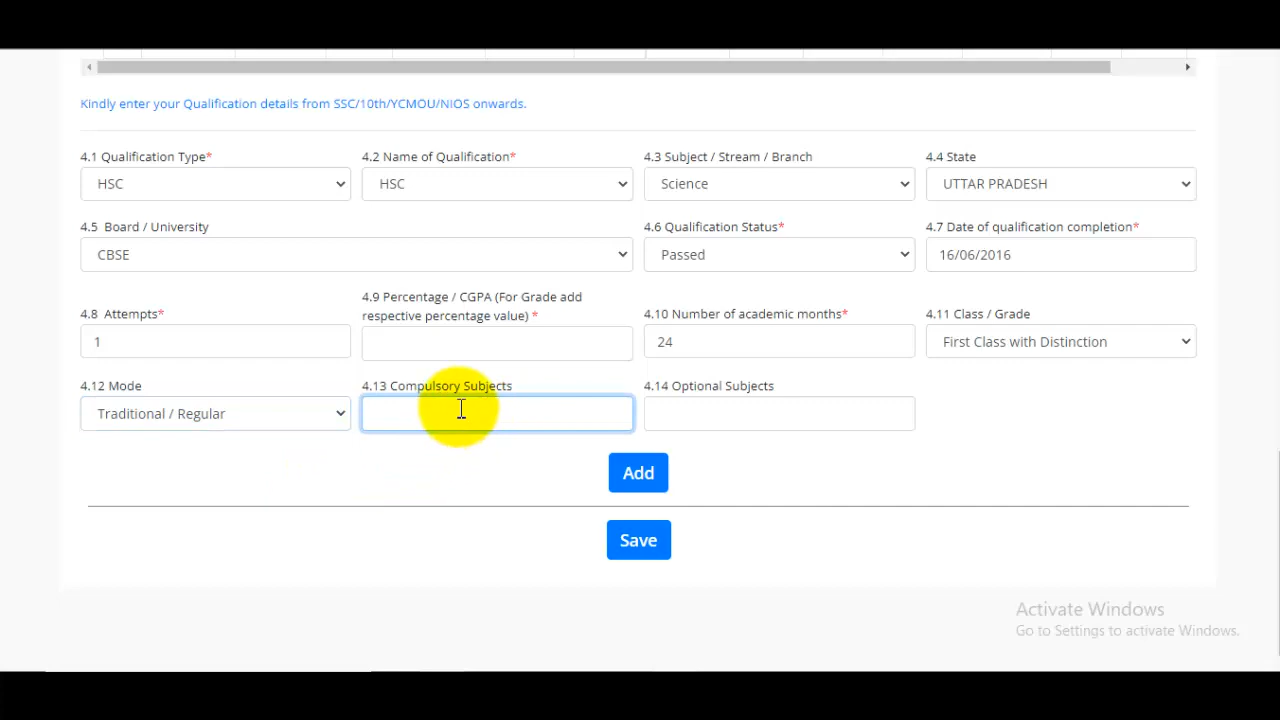 Kindly enter your Qualification details from SSC/10th/YCMOU/NIOS onwards.
4.1 Qualification Type*
4.2 Name of Qualification*
4.3 Subject / Stream / Branch
4.4 State
HSC
HSC
Science
UTTAR PRADESH
4.5 Board / University
4.6 Qualification Status*
4.7 Date of qualification completion*
CBSE
Passed
16/06/2016
4.8 Attempts*
4.9 Percentage / CGPA (For Grade add
respective percentage value) *
4.10 Number of academic months*
4.11 Class / Grade
1
24
First Class with Distinction
4.12 Mode
4.13 Compulsory Subjects
4.14 Optional Subjects
Traditional / Regular
Add
Save
Activate Windows
Go to Settings to activate Windows.